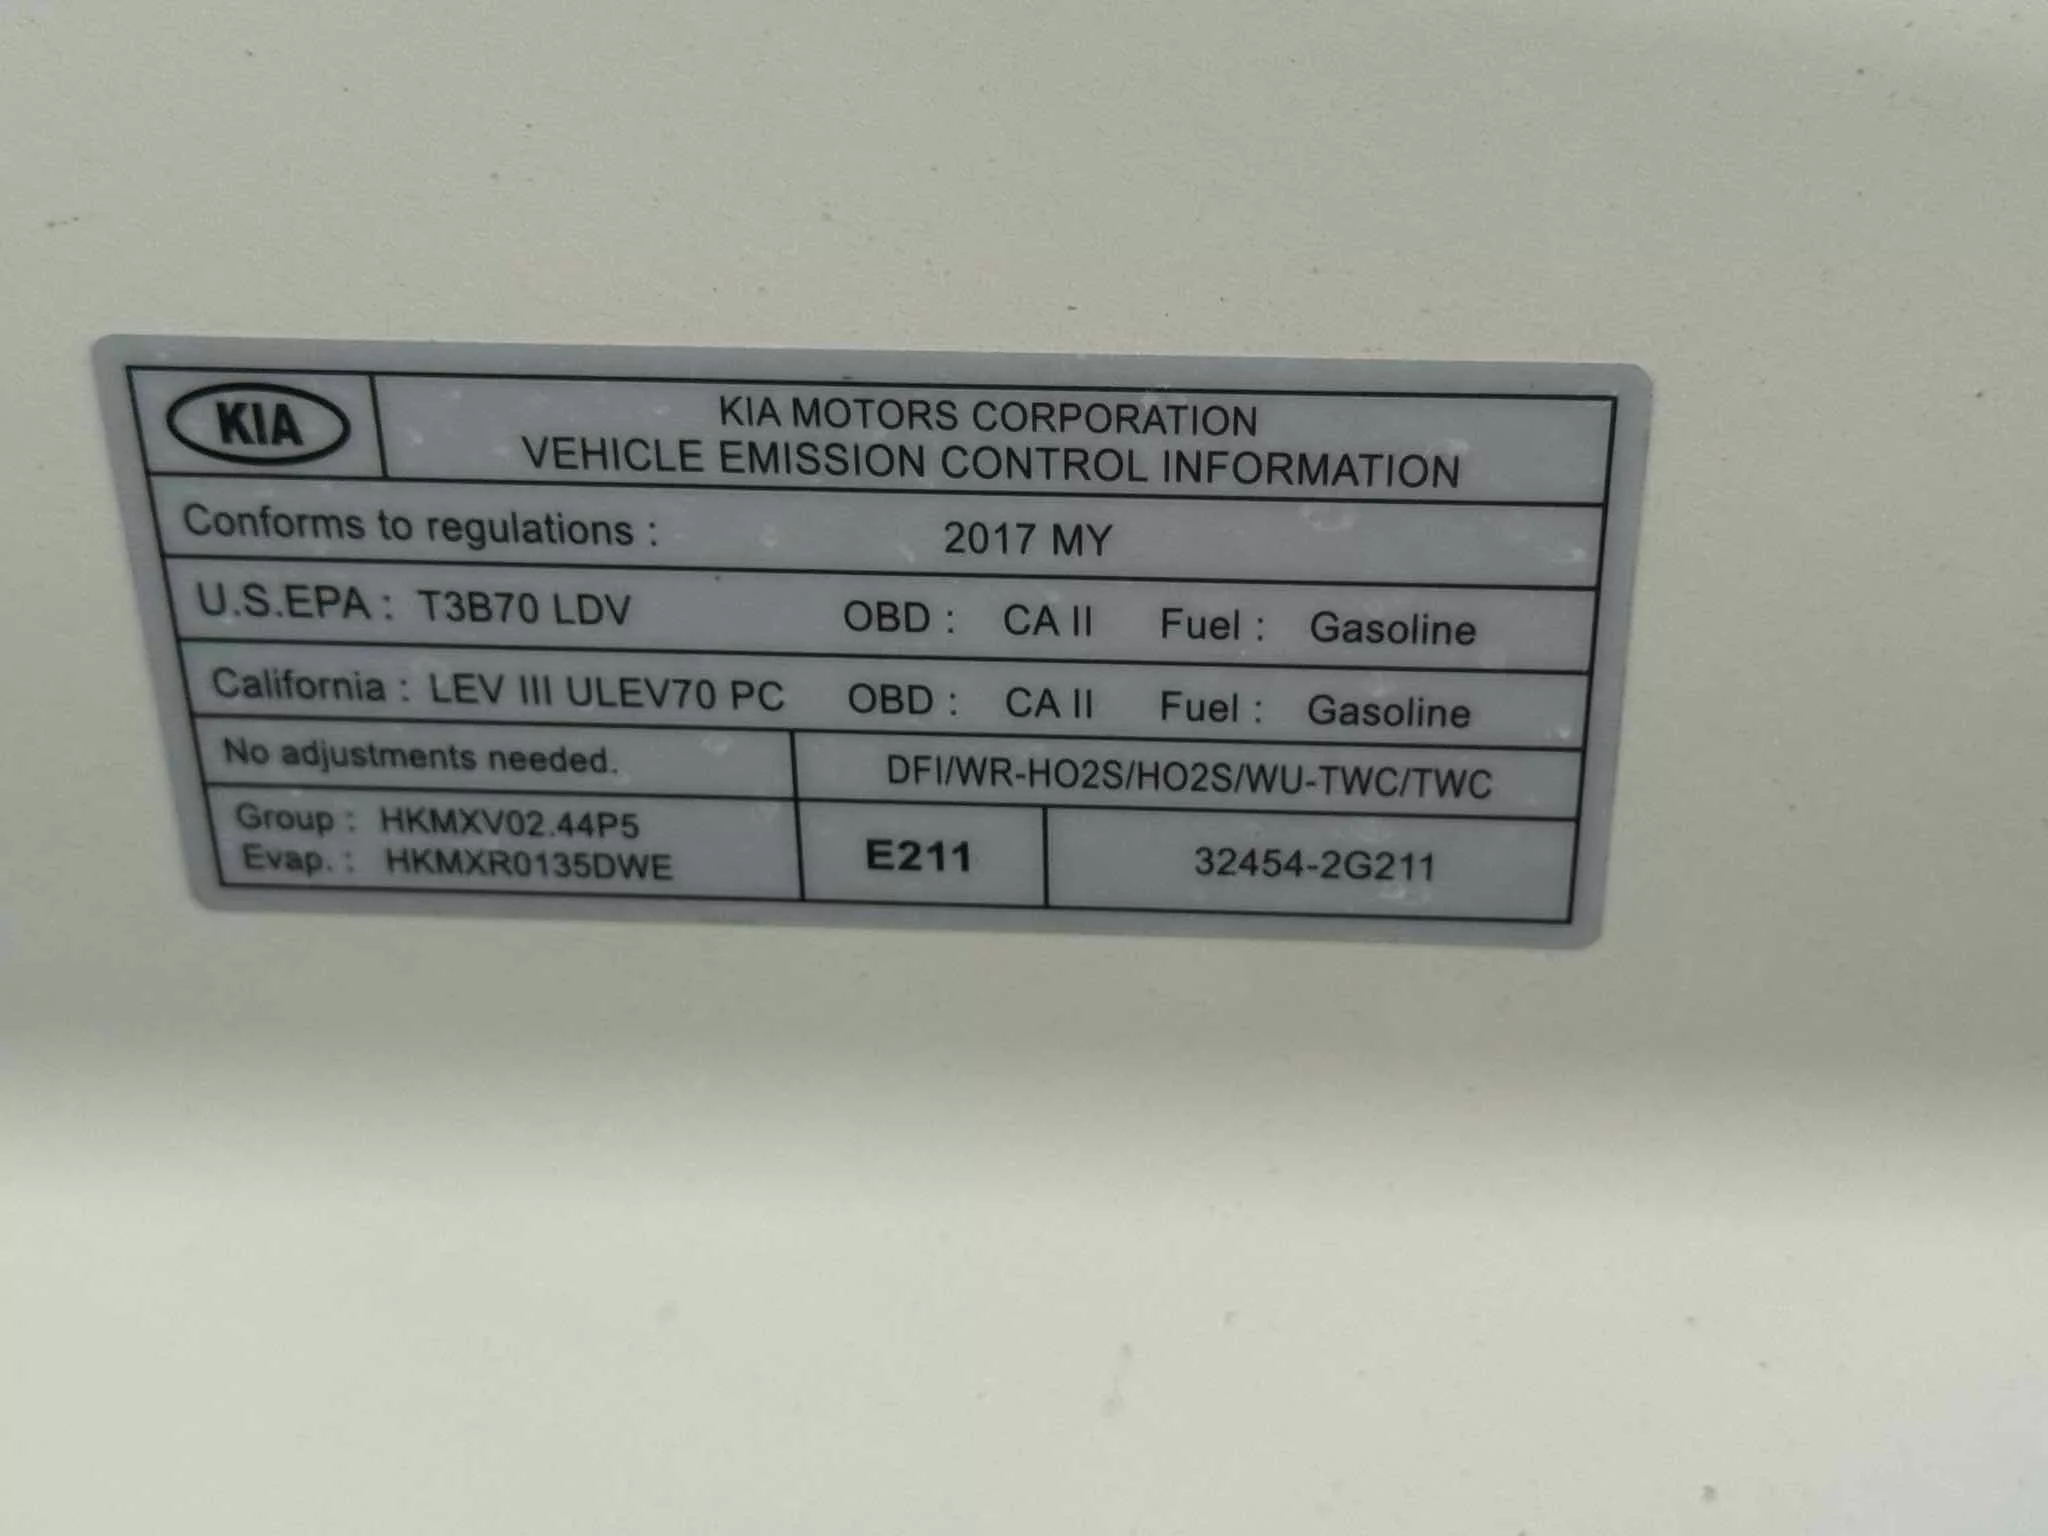 KIA
KIA MOTORS CORPORATION
VEHICLE EMISSION CONTROL INFORMATION
Conforms to regulations : 2017 MY
U.S.EPA : T3B70 LDV OBD : CA II Fuel : Gasoline
California : LEV III ULEV70 PC OBD : CA II Fuel : Gasoline
No adjustments needed. DFI/WR-HO2S/HO2S/WU-TWC/TWC
Group : HKMXV02.44P5
Evap. : HKMXR0135DWE
E211 32454-2G211